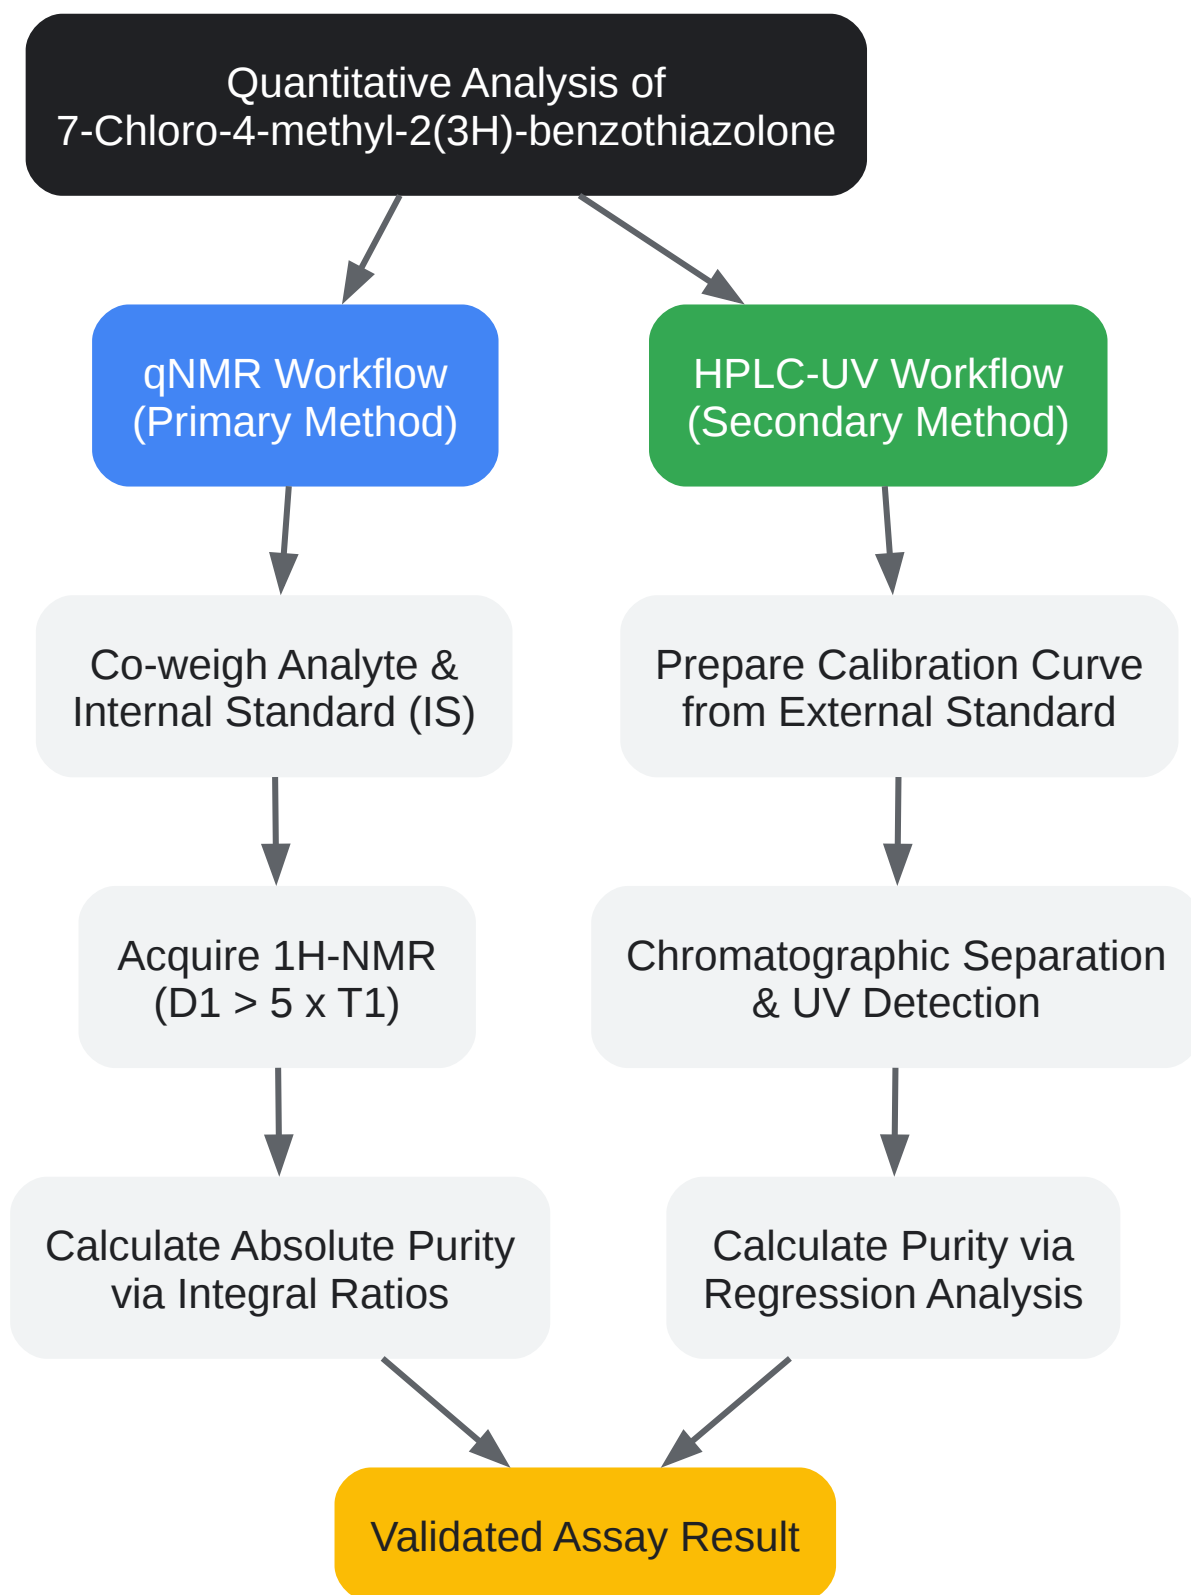 Quantitative Analysis of
7-Chloro-4-methyl-2(3H)-benzothiazolone
qNMR Workflow
(Primary Method)
HPLC-UV Workflow
(Secondary Method)
Co-weigh Analyte &
Internal Standard (IS)
Prepare Calibration Curve
from External Standard
Acquire 1H-NMR
(D1 > 5 x T1)
Chromatographic Separation
& UV Detection
Calculate Absolute Purity
via Integral Ratios
Calculate Purity via
Regression Analysis
Validated Assay Result